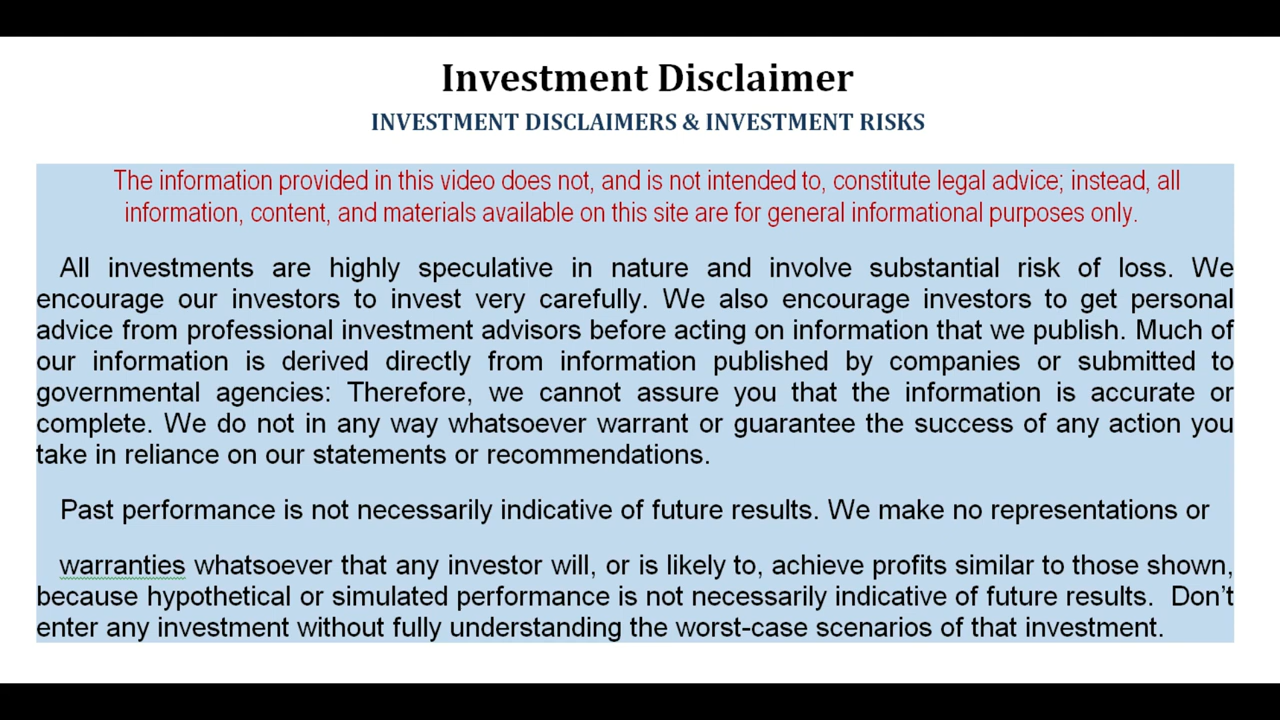 Investment Disclaimer
INVESTMENT DISCLAIMERS & INVESTMENT RISKS
The information provided in this video does not, and is not intended to, constitute legal advice; instead, all
information, content, and materials available on this site are for general informational purposes only.
All investments are highly speculative in nature and involve substantial risk of loss. We
encourage our investors to invest very carefully. We also encourage investors to get personal
advice from professional investment advisors before acting on information that we publish. Much of
our information is derived directly from information published by companies or submitted to
governmental agencies: Therefore, we cannot assure you that the information is accurate or
complete. We do not in any way whatsoever warrant or guarantee the success of any action you
take in reliance on our statements or recommendations.
Past performance is not necessarily indicative of future results. We make no representations or
warranties whatsoever that any investor will, or is likely to, achieve profits similar to those shown,
because hypothetical or simulated performance is not necessarily indicative of future results.  Don’t
enter any investment without fully understanding the worst-case scenarios of that investment.